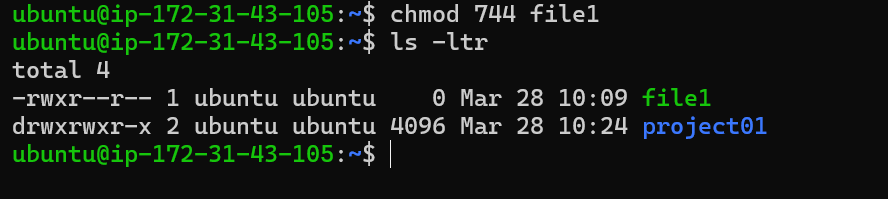 ubuntu@ip-172-31-43-105:~$ chmod 744 file1
ubuntu@ip-172-31-43-105:~$ ls -ltr
total 4
-rwxr--r-- 1 ubuntu ubuntu    0 Mar 28 10:09 file1
drwxrwxr-x 2 ubuntu ubuntu 4096 Mar 28 10:24 project01
ubuntu@ip-172-31-43-105:~$